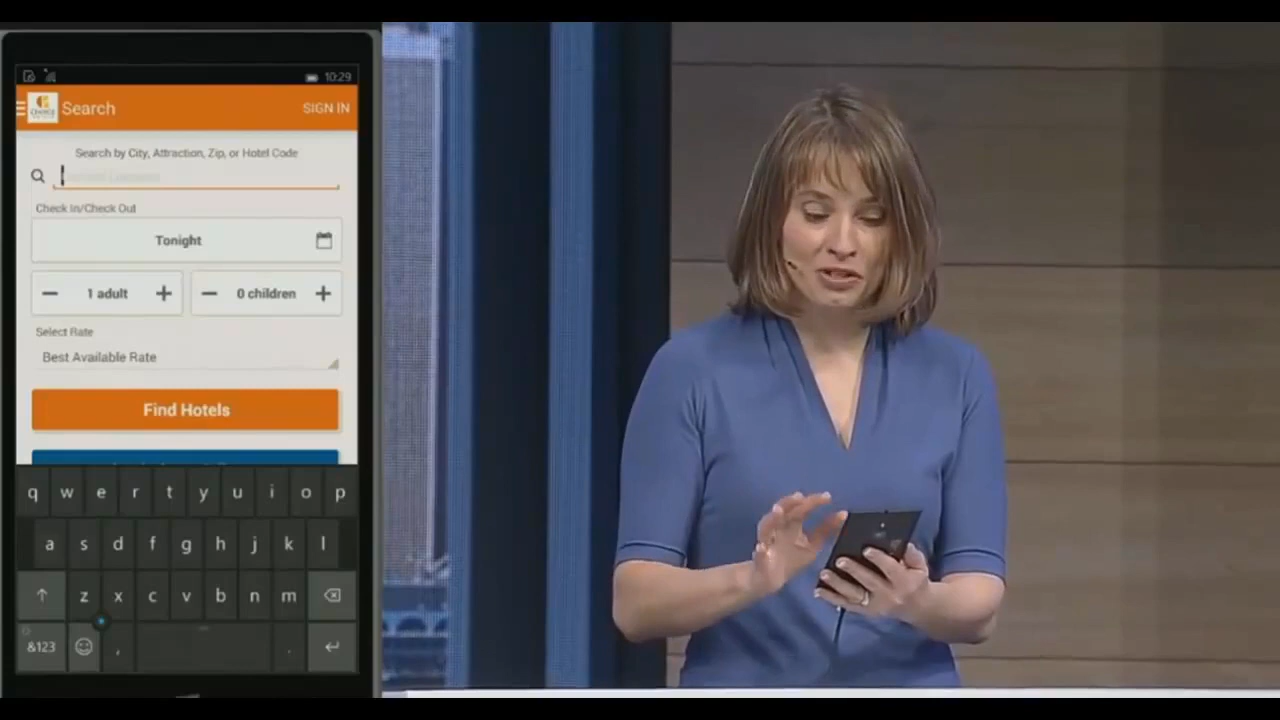 10:29
Search
SIGN IN
Search by City, Attraction, Zip, or Hotel Code
Check In/Check Out
Tonight
1 adult
0 children
Select Rate
Best Available Rate
Find Hotels
q w e r t y u i o p
a s d f g h j k l
z x c v b n m
&123 , .